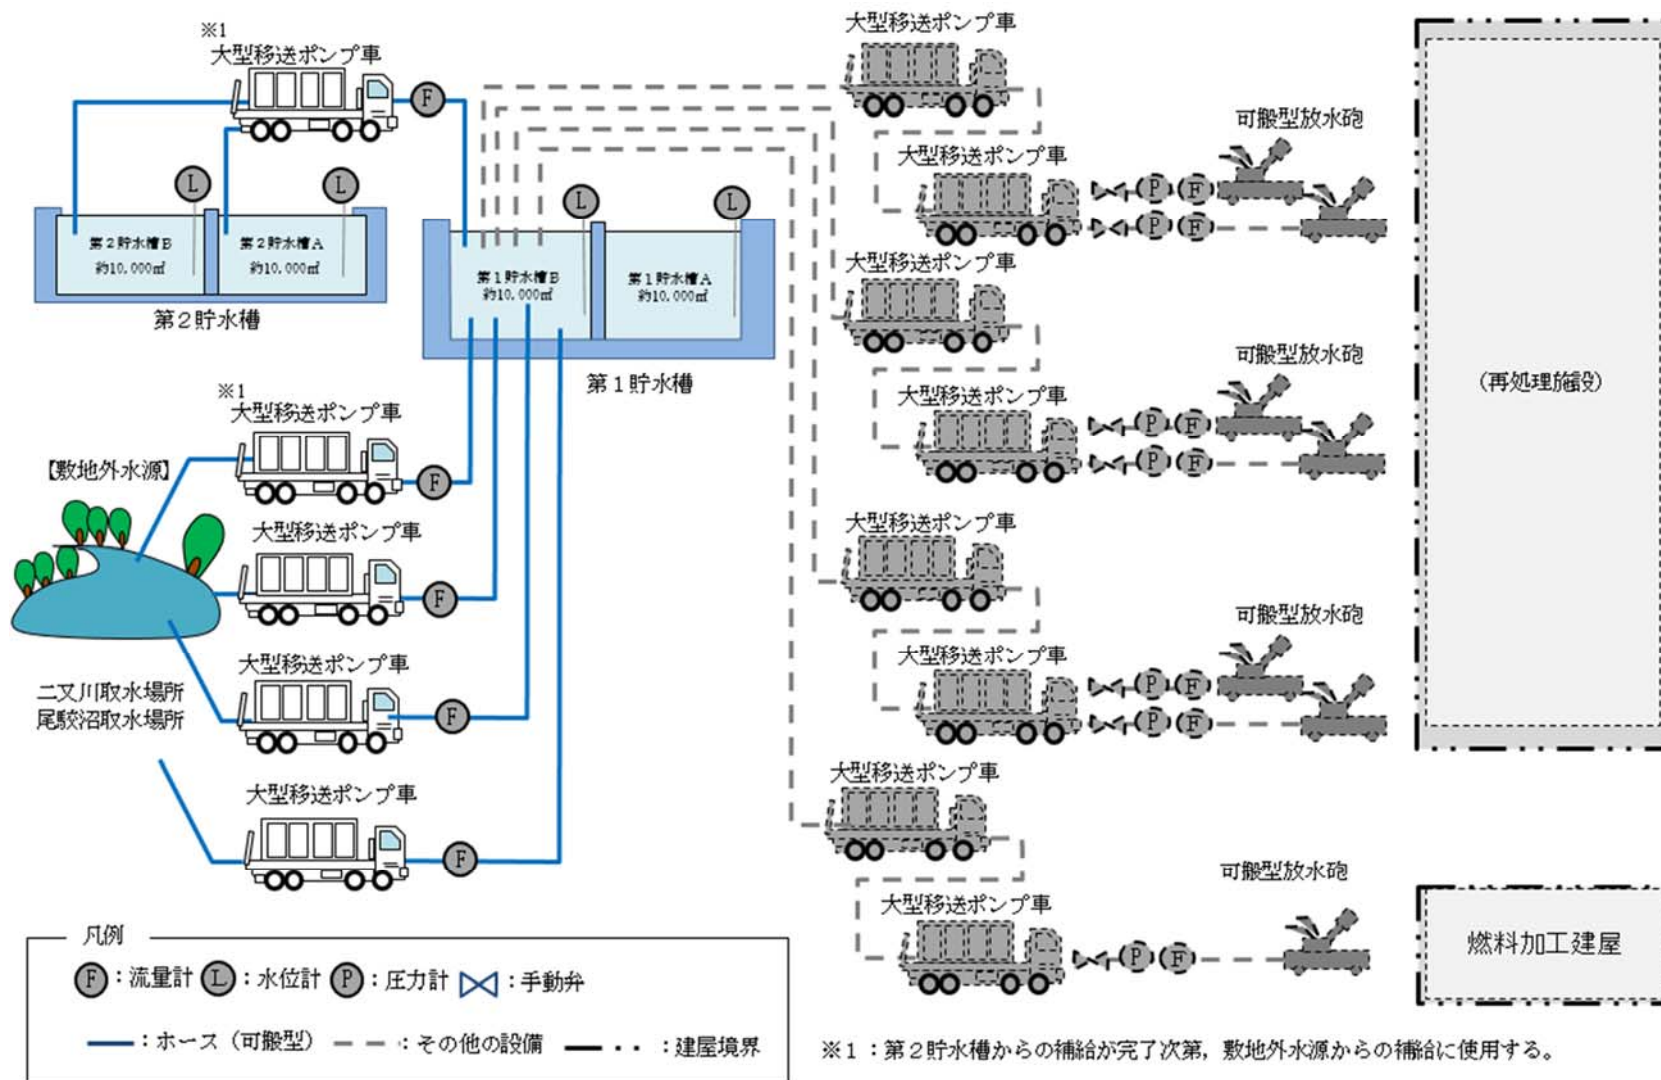 ※1
大型移送ポンプ車
F
L
L
第2貯水槽B
約10,000㎥
第2貯水槽A
約10,000㎥
第2貯水槽
L
L
第1貯水槽B
約10,000㎥
第1貯水槽A
約10,000㎥
第1貯水槽
※1
大型移送ポンプ車
F
【敷地外水源】
大型移送ポンプ車
F
大型移送ポンプ車
F
二又川取水場所
尾駮沼取水場所
大型移送ポンプ車
F
大型移送ポンプ車
大型移送ポンプ車
可搬型放水砲
P F
P F
大型移送ポンプ車
大型移送ポンプ車
可搬型放水砲
P F
P F
大型移送ポンプ車
大型移送ポンプ車
可搬型放水砲
P F
P F
大型移送ポンプ車
大型移送ポンプ車
可搬型放水砲
P F
(再処理施設)
燃料加工建屋
凡例
F:流量計 L:水位計 P:圧力計 :手動弁
:ホース(可搬型) :その他の設備 :建屋境界
※1:第2貯水槽からの補給が完了次第,敷地外水源からの補給に使用する。